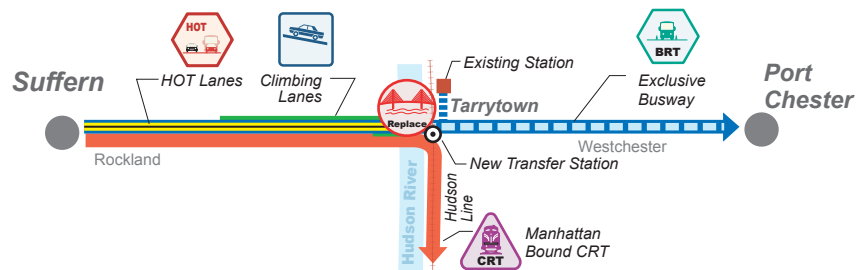 HOT
BRT
Suffern
HOT Lanes
Climbing
Lanes
Existing Station
Exclusive
Busway
Port
Chester
Tarrytown
Replace
Rockland
Westchester
New Transfer Station
Hudson River
Hudson
Line
CRT
Manhattan
Bound CRT